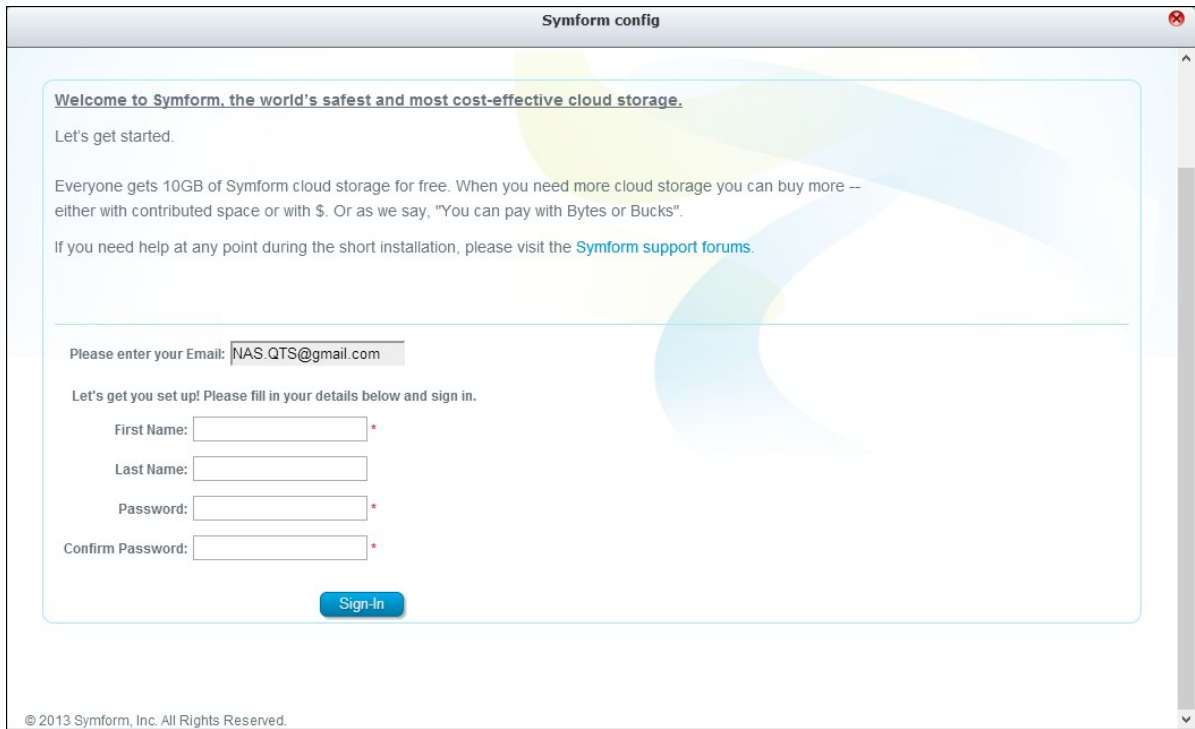 Symform config
Welcome to Symform, the world's safest and most cost-effective cloud storage.
Let's get started.
Everyone gets 10GB of Symform cloud storage for free. When you need more cloud storage you can buy more --
either with contributed space or with $. Or as we say, "You can pay with Bytes or Bucks".
If you need help at any point during the short installation, please visit the Symform support forums.
Please enter your Email: NAS.QTS@gmail.com
Let's get you set up! Please fill in your details below and sign in.
First Name: *
Last Name:
Password: *
Confirm Password: *
Sign-In
© 2013 Symform, Inc. All Rights Reserved.